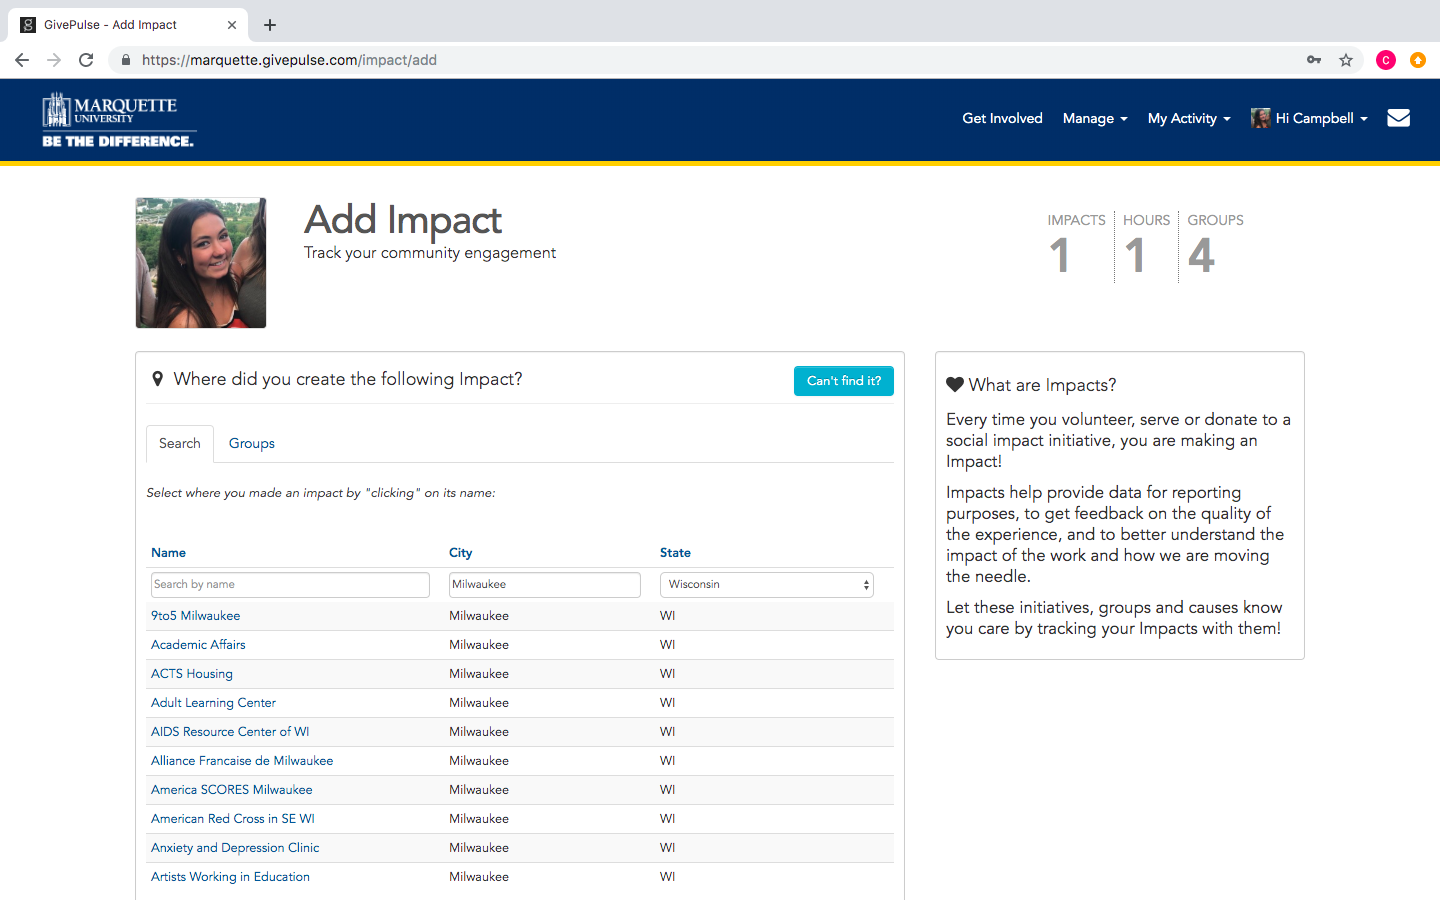 GivePulse - Add Impact
https://marquette.givepulse.com/impact/add
C
MARQUETTE
UNIVERSITY
BE THE DIFFERENCE.
Get Involved Manage My Activity Hi Campbell
Add Impact
Track your community engagement
IMPACTS HOURS GROUPS
1 1 4
Where did you create the following Impact?
Can't find it?
Search Groups
Select where you made an impact by "clicking" on its name:
Name City State
Search by name Milwaukee Wisconsin
9to5 Milwaukee Milwaukee WI
Academic Affairs Milwaukee WI
ACTS Housing Milwaukee WI
Adult Learning Center Milwaukee WI
AIDS Resource Center of WI Milwaukee WI
Alliance Francaise de Milwaukee Milwaukee WI
America SCORES Milwaukee Milwaukee WI
American Red Cross in SE WI Milwaukee WI
Anxiety and Depression Clinic Milwaukee WI
Artists Working in Education Milwaukee WI
What are Impacts?
Every time you volunteer, serve or donate to a
social impact initiative, you are making an
Impact!
Impacts help provide data for reporting
purposes, to get feedback on the quality of
the experience, and to better understand the
impact of the work and how we are moving
the needle.
Let these initiatives, groups and causes know
you care by tracking your Impacts with them!